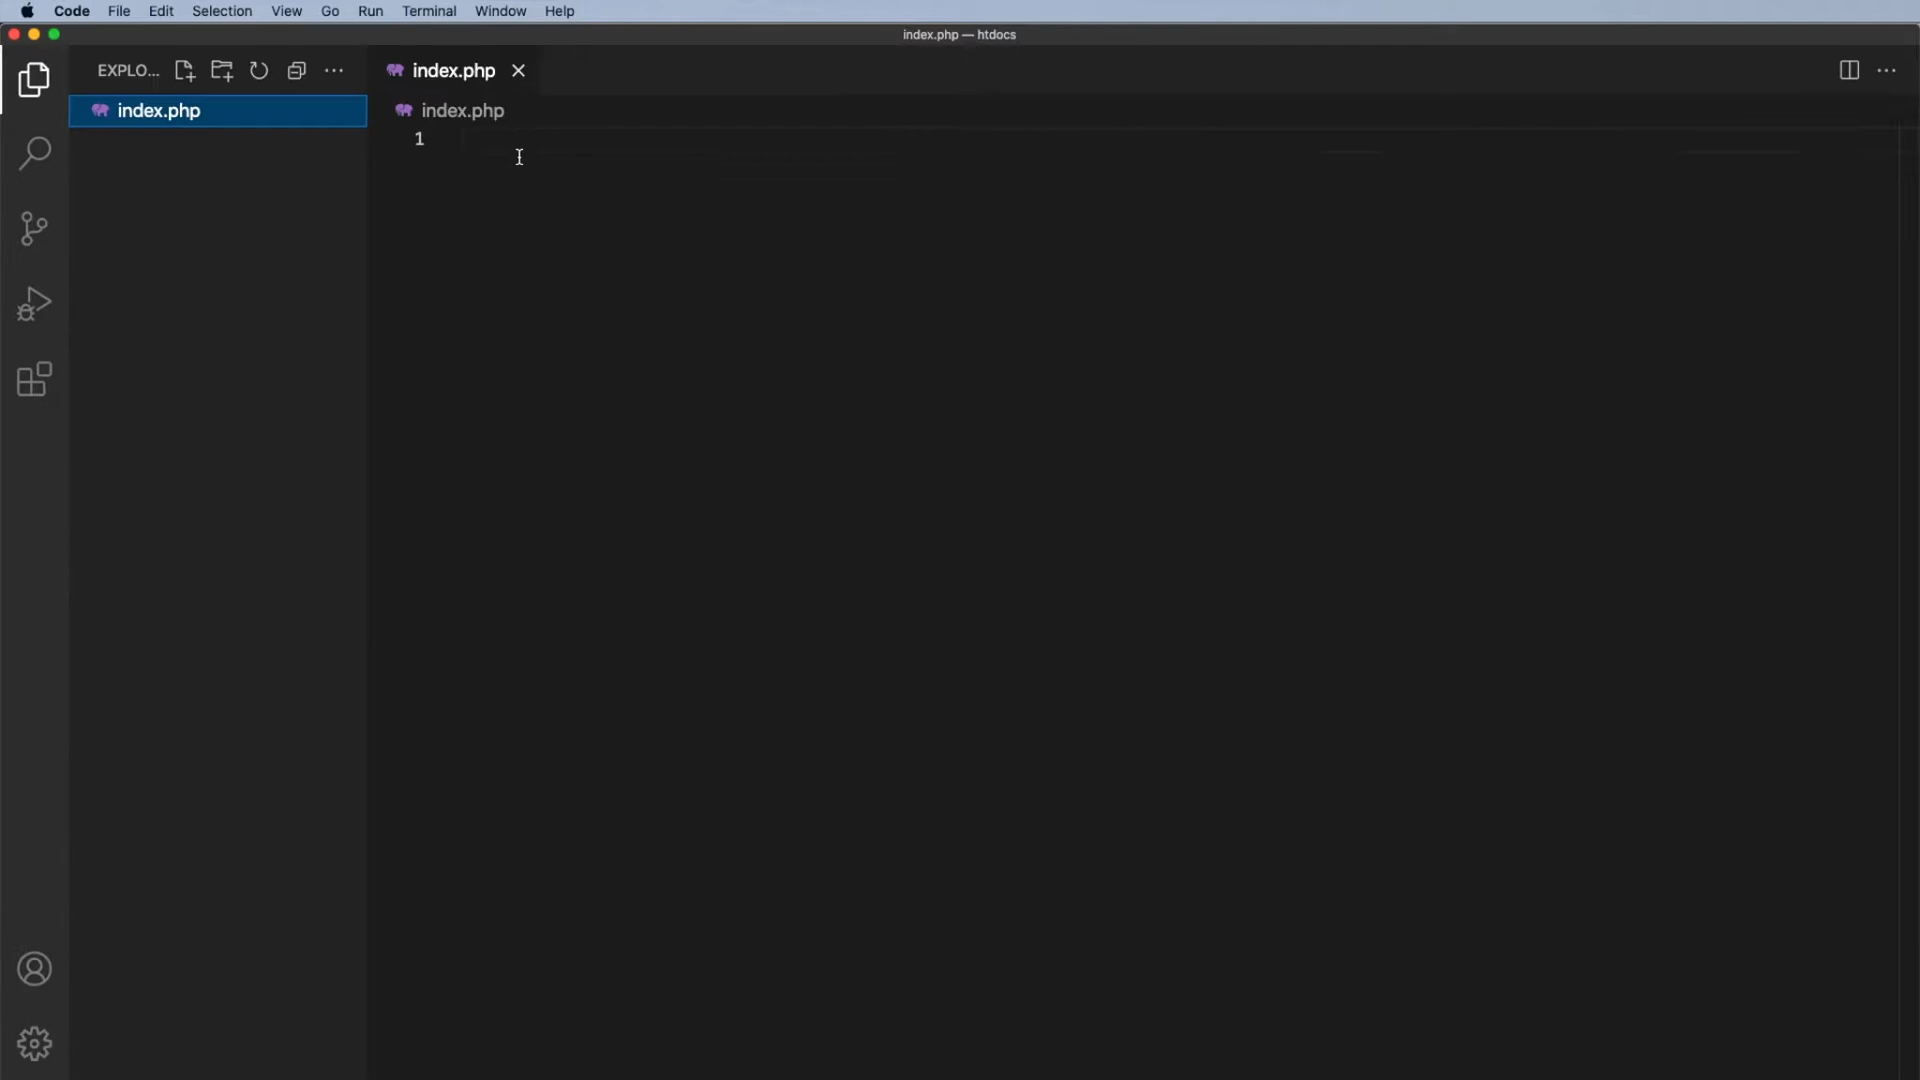 Code File Edit Selection View Go Run Terminal Window Help
index.php — htdocs
EXPLO... index.php
index.php index.php
1